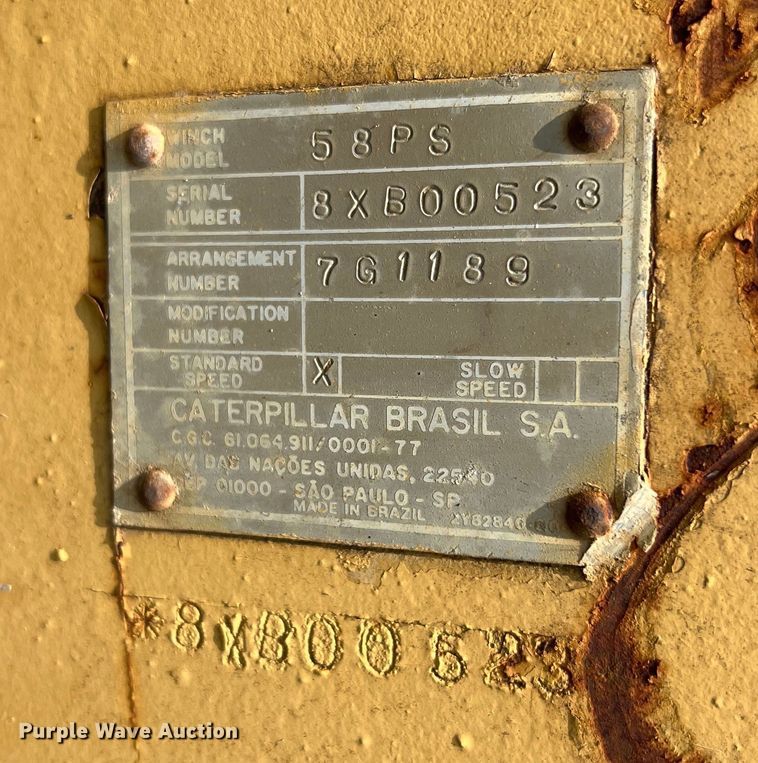 WINCH MODEL 58PS
SERIAL NUMBER 8XB00523
ARRANGEMENT NUMBER 7G1189
MODIFICATION NUMBER
STANDARD SPEED X SLOW SPEED
CATERPILLAR BRASIL S.A.
C.G.C. 61.064.911/0001-77
AV. DAS NAÇÕES UNIDAS, 22540
CEP 01000 - SÃO PAULO - SP
MADE IN BRAZIL
*8XB00523
Purple Wave Auction